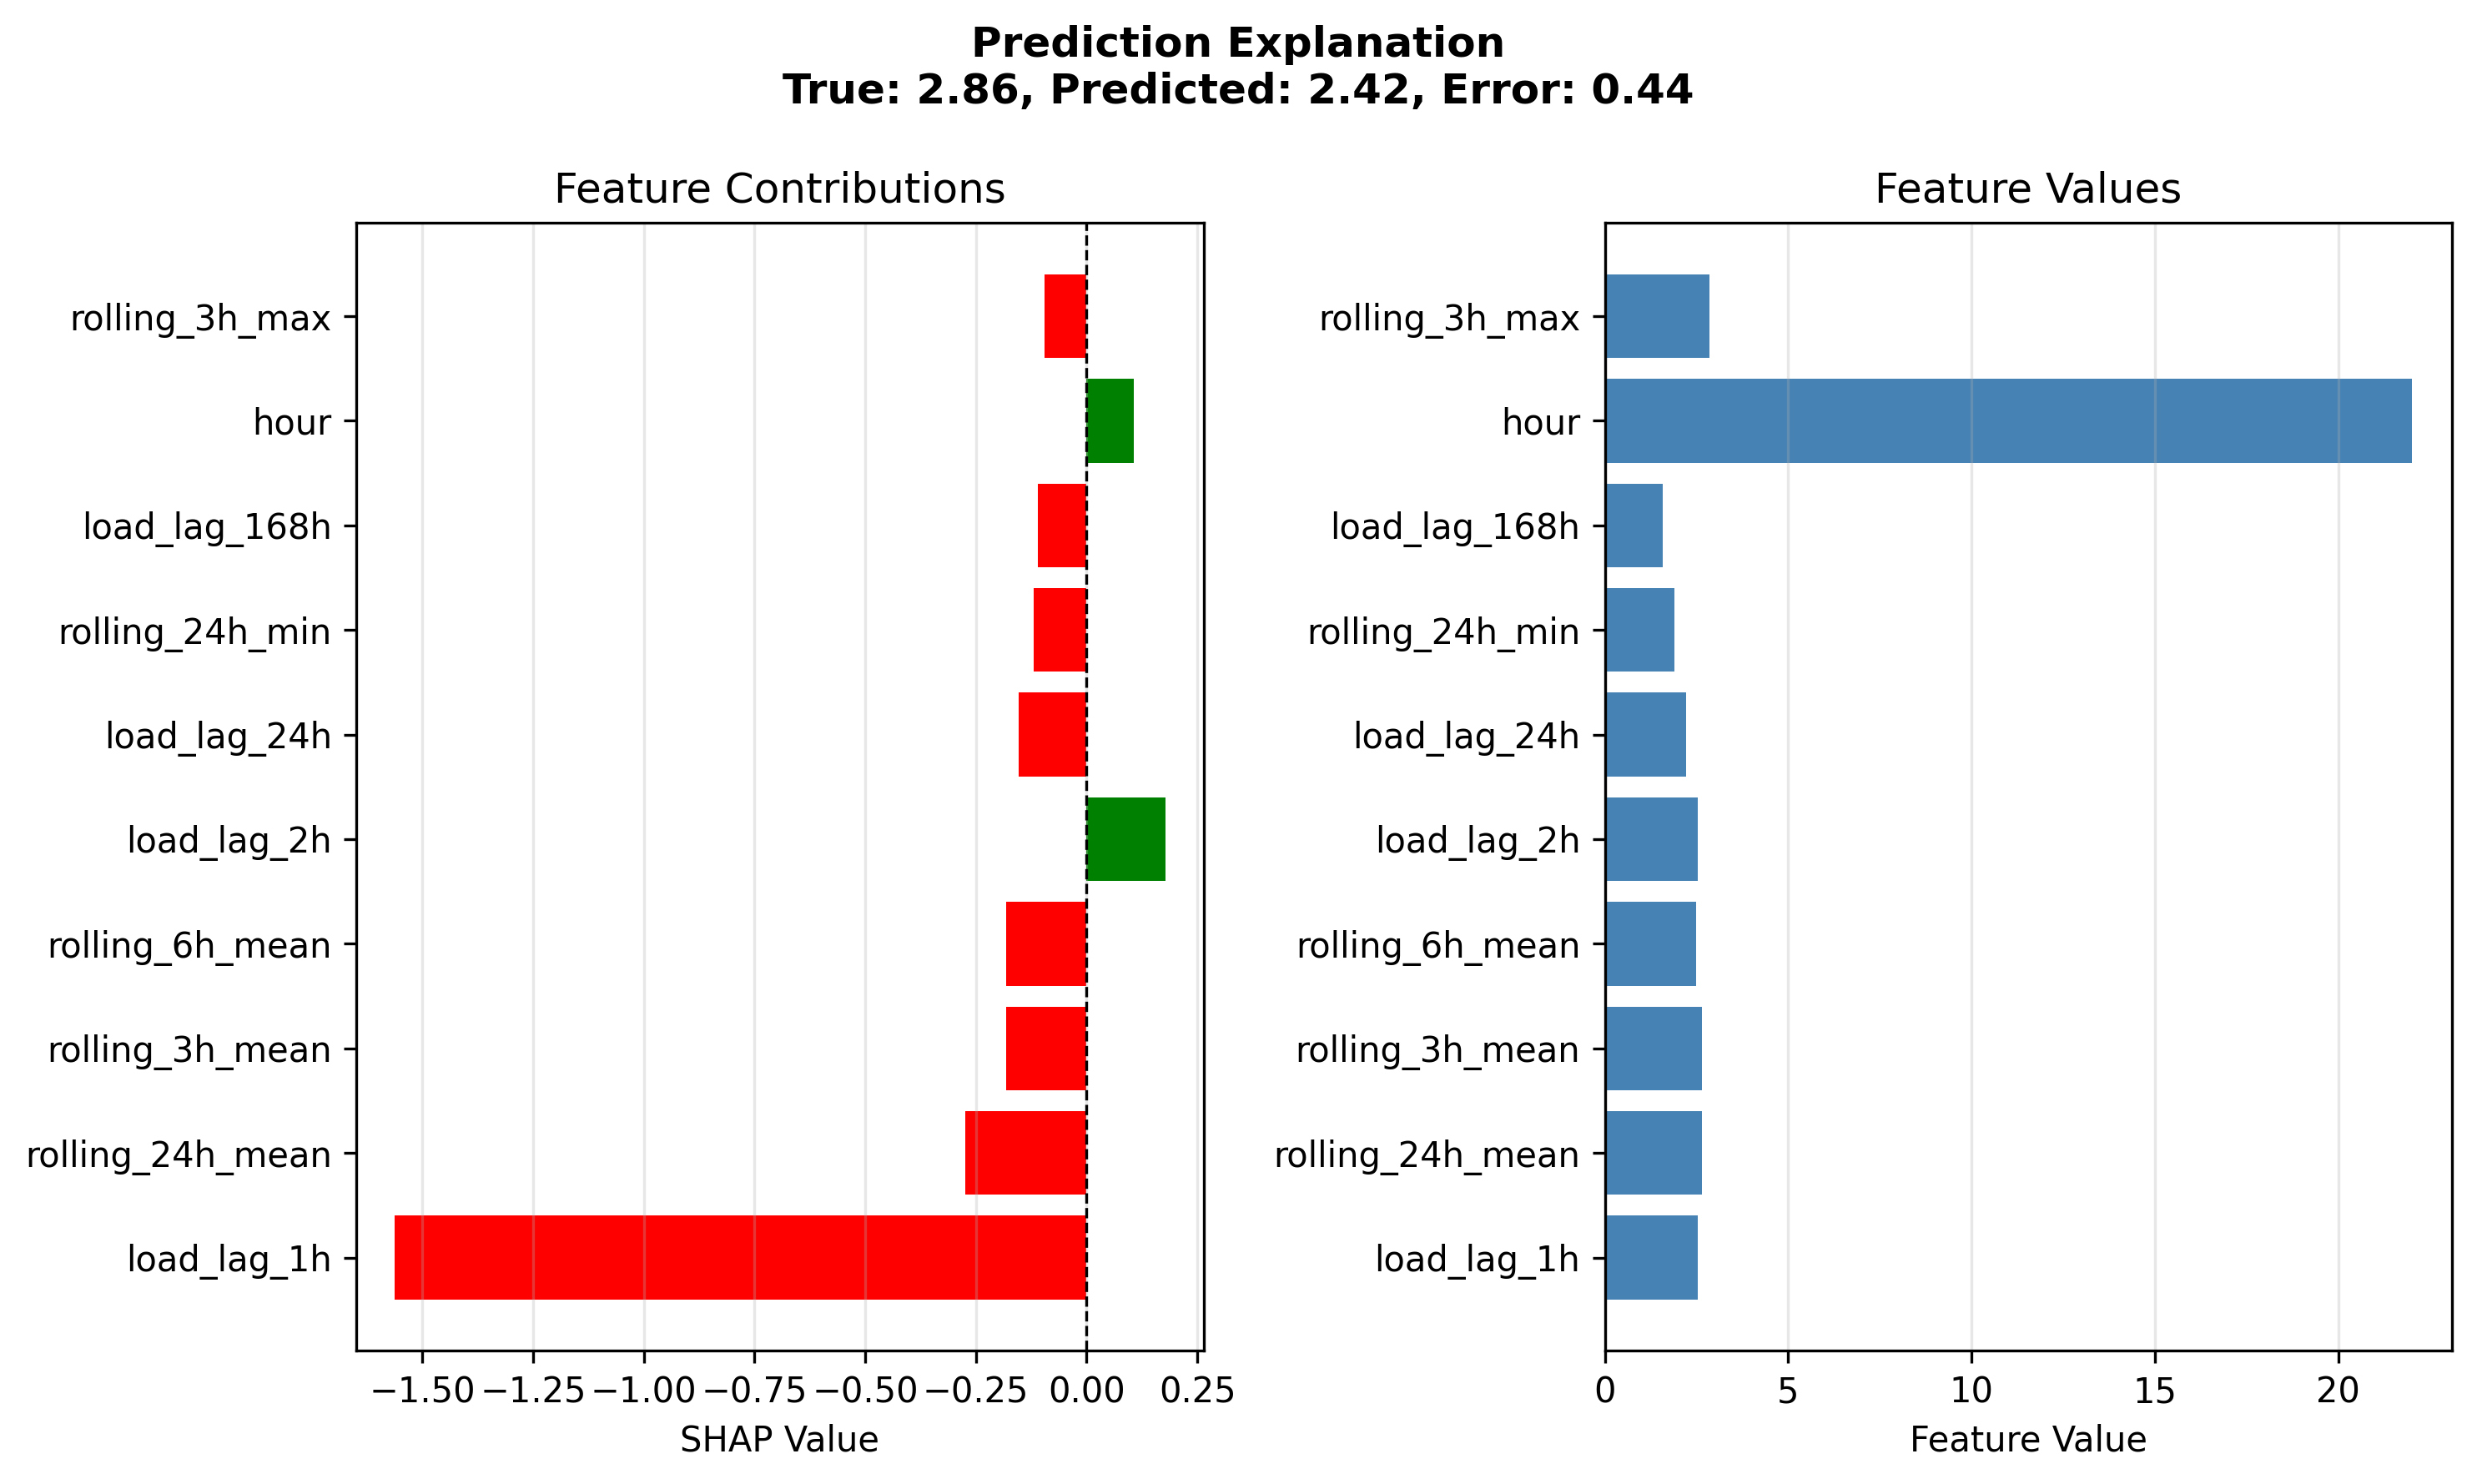 Prediction Explanation
True: 2.86, Predicted: 2.42, Error: 0.44
Feature Contributions
rolling_3h_max
hour
load_lag_168h
rolling_24h_min
load_lag_24h
load_lag_2h
rolling_6h_mean
rolling_3h_mean
rolling_24h_mean
load_lag_1h
−1.50 −1.25 −1.00 −0.75 −0.50 −0.25 0.00 0.25
SHAP Value
Feature Values
rolling_3h_max
hour
load_lag_168h
rolling_24h_min
load_lag_24h
load_lag_2h
rolling_6h_mean
rolling_3h_mean
rolling_24h_mean
load_lag_1h
0 5 10 15 20
Feature Value